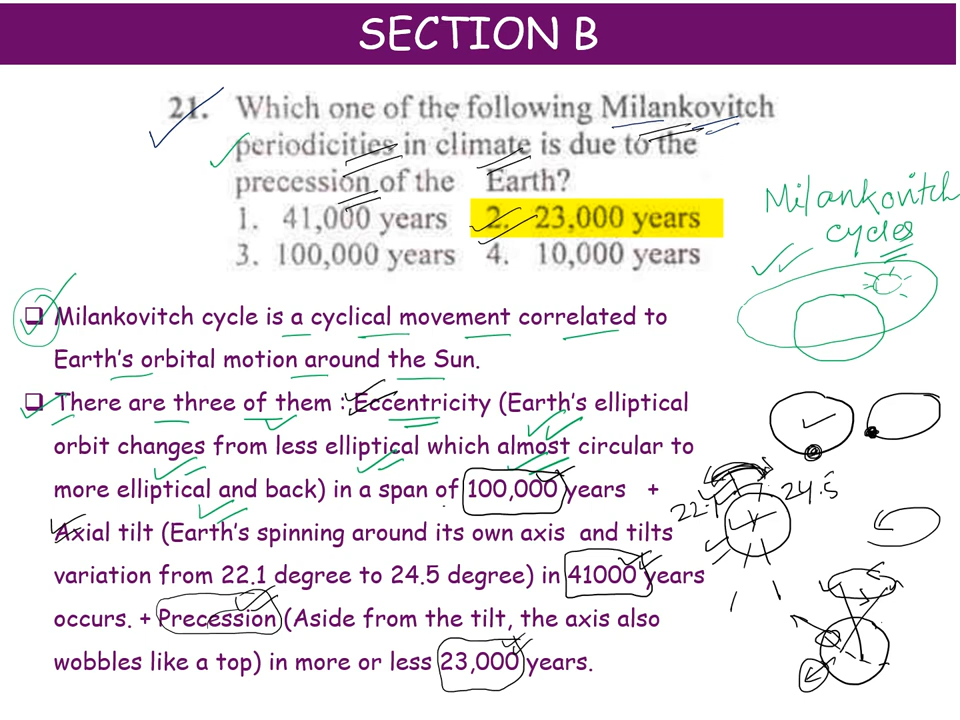 SECTION B
21. Which one of the following Milankovitch
periodicities in climate is due to the
precession of the Earth?
1. 41,000 years 2. 23,000 years
3. 100,000 years 4. 10,000 years
Milankovitch
cycles
Milankovitch cycle is a cyclical movement correlated to
Earth's orbital motion around the Sun.
There are three of them : Eccentricity (Earth's elliptical
orbit changes from less elliptical which almost circular to
more elliptical and back) in a span of 100,000 years +
Axial tilt (Earth's spinning around its own axis and tilts
variation from 22.1 degree to 24.5 degree) in 41000 years
occurs. + Precession (Aside from the tilt, the axis also
wobbles like a top) in more or less 23,000 years.
22.1
24.5